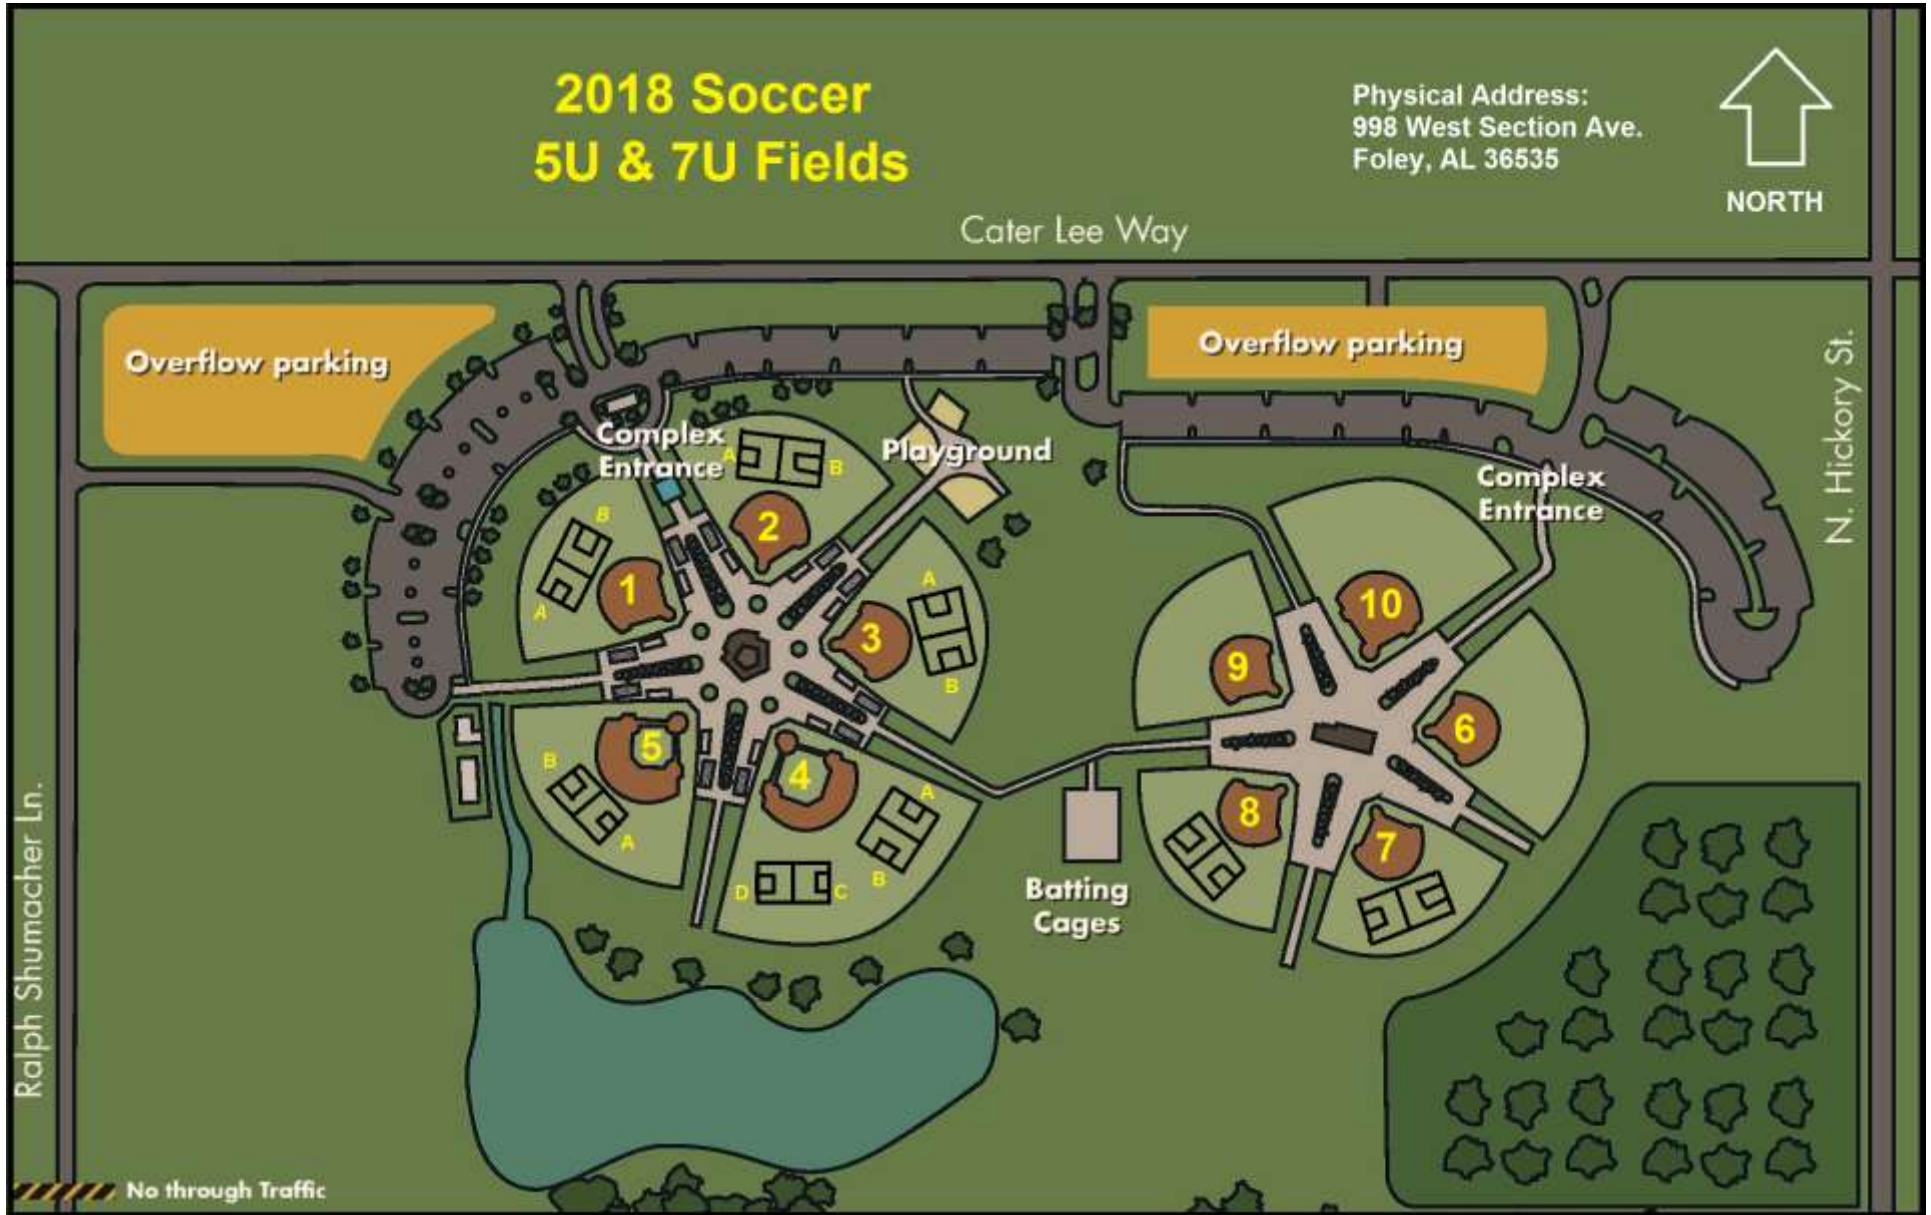 2018 Soccer
5U & 7U Fields
Physical Address:
998 West Section Ave.
Foley, AL 36535
NORTH
Cater Lee Way
Overflow parking
Overflow parking
N. Hickory St.
Complex
Entrance
A
B
Playground
Complex
Entrance
B
A
1
2
A
B
3
10
9
6
B
A
5
4
A
B
D
C
8
7
Batting
Cages
Ralph Shumacher Ln.
No through Traffic